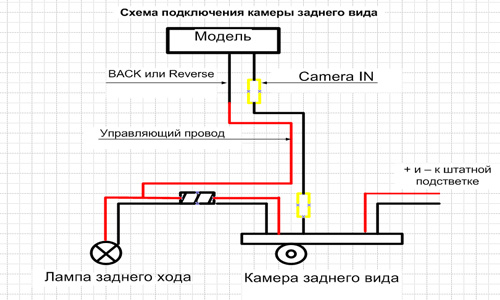 Схема подключения камеры заднего вида
Модель
BACK или Reverse
Camera IN
Управляющий провод
+ и – к штатной
подстветке
Лампа заднего хода
Камера заднего вида